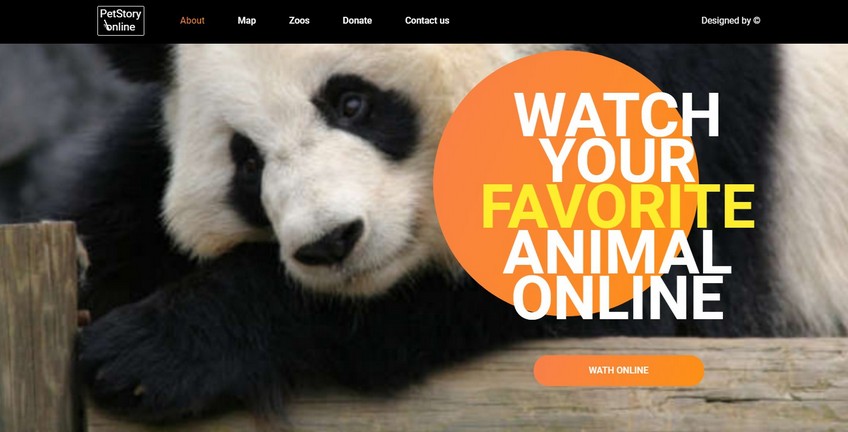 PetStory
online
About
Map
Zoos
Donate
Contact us
Designed by ©
WATCH
YOUR
FAVORITE
ANIMAL
ONLINE
WATH ONLINE